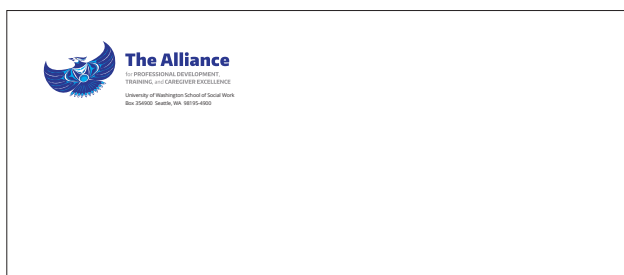 The Alliance
for PROFESSIONAL DEVELOPMENT,
TRAINING, and CAREGIVER EXCELLENCE
University of Washington School of Social Work
Box 354900 Seattle, WA 98195-4900